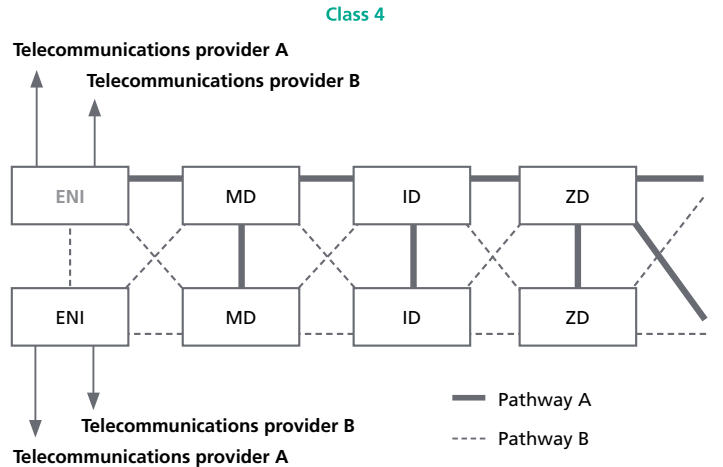 Class 4
Telecommunications provider A
Telecommunications provider B
ENI
MD
ID
ZD
ENI
MD
ID
ZD
Pathway A
Telecommunications provider B
Pathway B
Telecommunications provider A